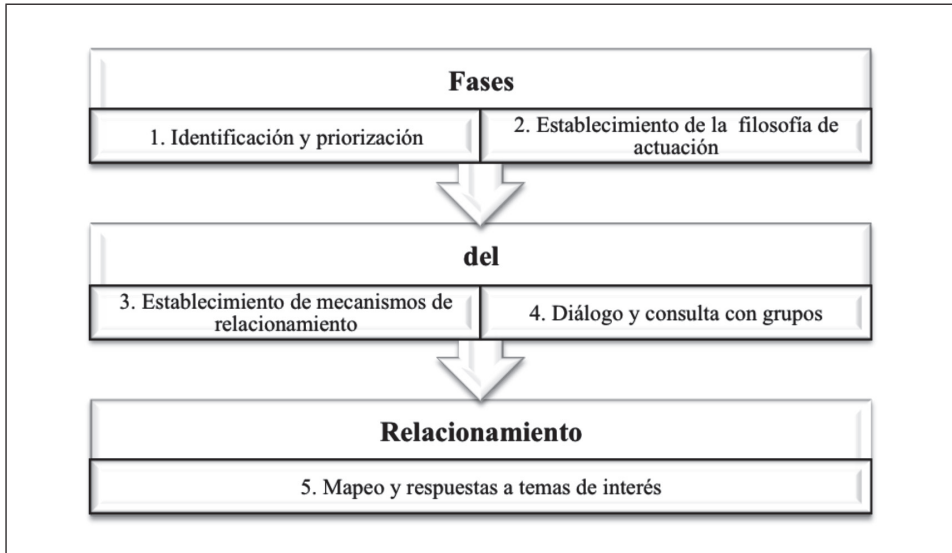 Fases
1. Identificación y priorización
2. Establecimiento de la filosofía de
actuación
del
3. Establecimiento de mecanismos de
relacionamiento
4. Diálogo y consulta con grupos
Relacionamiento
5. Mapeo y respuestas a temas de interés